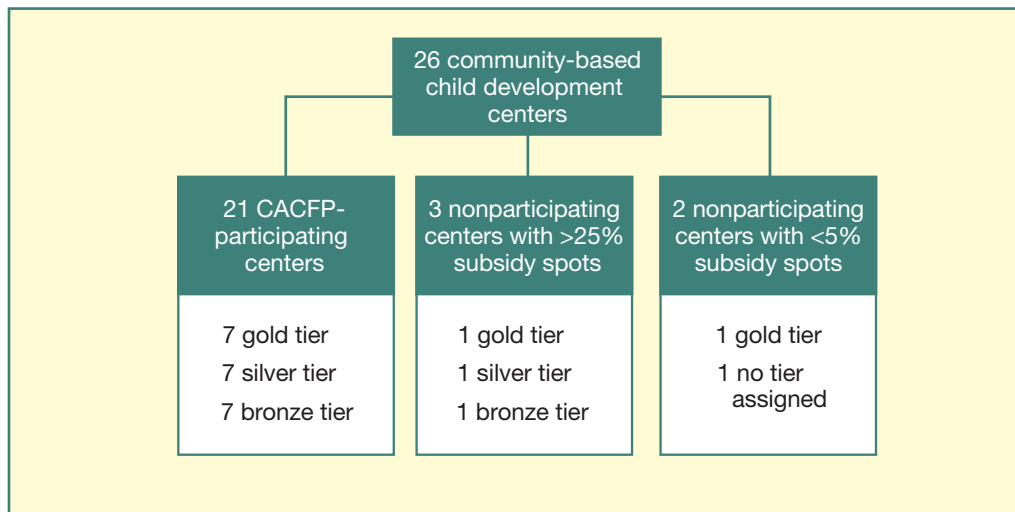 26 community-based
child development
centers
21 CACFP-
participating
centers
3 nonparticipating
centers with >25%
subsidy spots
2 nonparticipating
centers with <5%
subsidy spots
7 gold tier
7 silver tier
7 bronze tier
1 gold tier
1 silver tier
1 bronze tier
1 gold tier
1 no tier
assigned